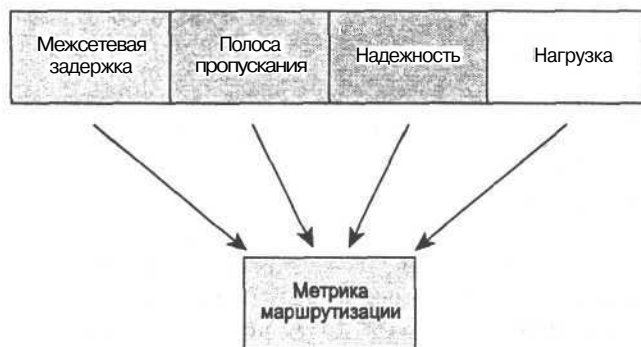 Межсетевая
задержка
Полоса
пропускания
Надежность
Нагрузка
Метрика
маршрутизации